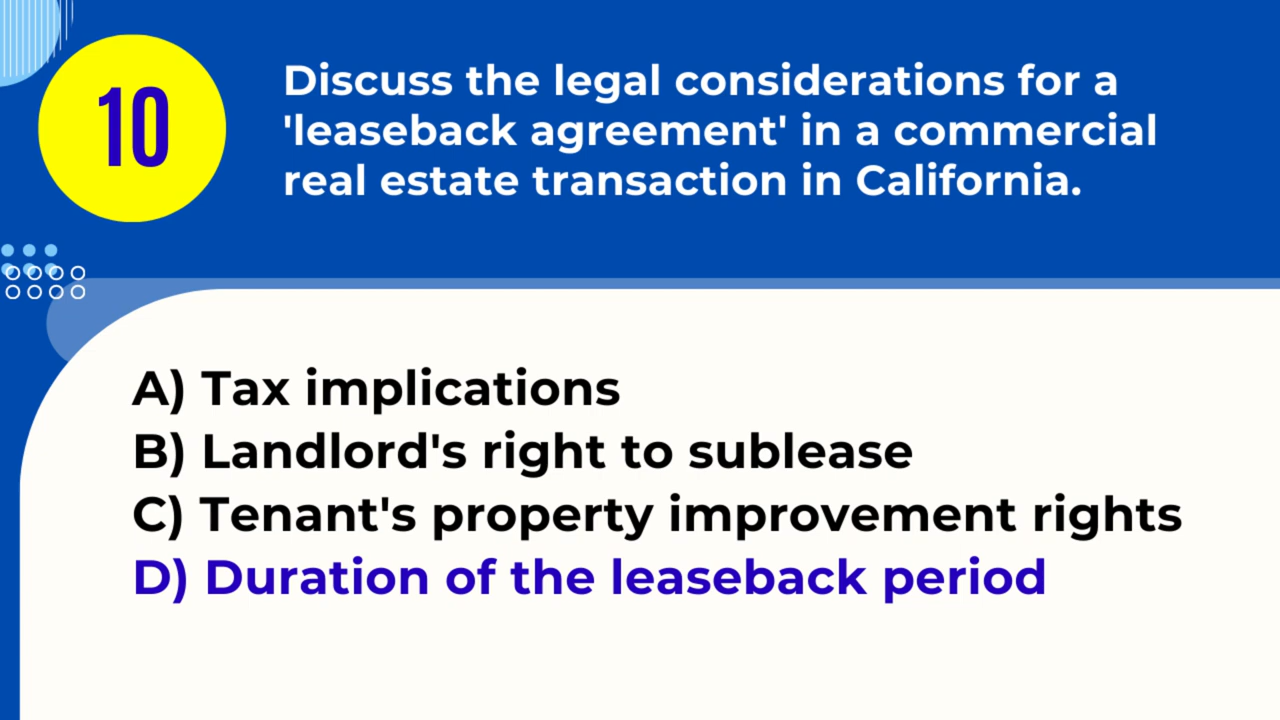 10
Discuss the legal considerations for a
'leaseback agreement' in a commercial
real estate transaction in California.
A) Tax implications
B) Landlord's right to sublease
C) Tenant's property improvement rights
D) Duration of the leaseback period